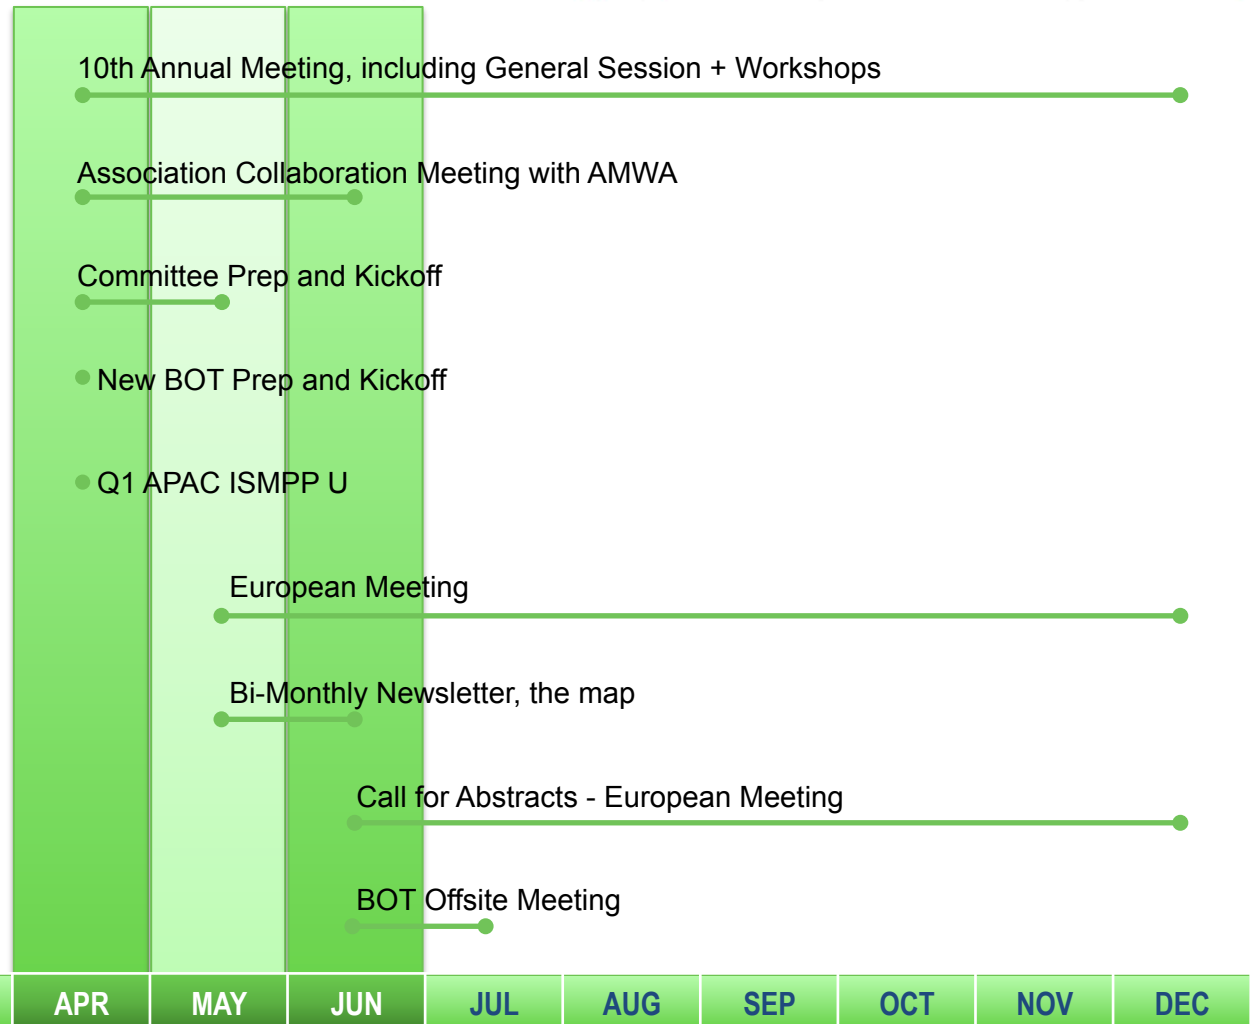 10th Annual Meeting, including General Session + Workshops
Association Collaboration Meeting with AMWA
Committee Prep and Kickoff
New BOT Prep and Kickoff
Q1 APAC ISMPP U
European Meeting
Bi-Monthly Newsletter, the map
Call for Abstracts - European Meeting
BOT Offsite Meeting
APR MAY JUN JUL AUG SEP OCT NOV DEC